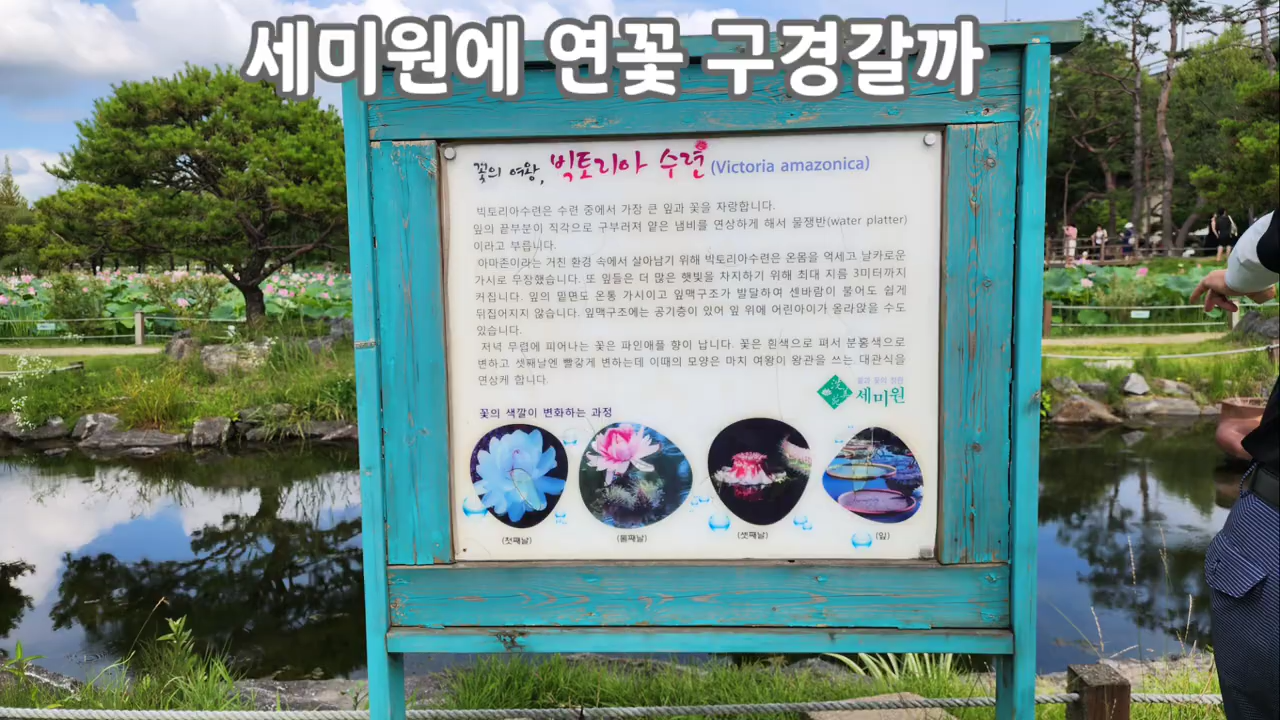 세미원에 연꽃 구경갈까
꽃의 여왕, 빅토리아 수련 (Victoria amazonica)
빅토리아수련은 수련 중에서 가장 큰 잎과 꽃을 자랑합니다.
잎의 끝부분이 직각으로 구부러져 얕은 냄비를 연상하게 해서 물쟁반(water platter)
이라고 부릅니다.
아마존이라는 거친 환경 속에서 살아남기 위해 빅토리아수련은 온몸을 억세고 날카로운
가시로 무장했습니다. 또 잎들은 더 많은 햇빛을 차지하기 위해 최대 지름 3미터까지
커집니다. 잎의 밑면도 온통 가시이고 잎맥구조가 발달하여 센바람이 불어도 쉽게
뒤집어지지 않습니다. 잎맥구조에는 공기층이 있어 잎 위에 어린아이가 올라앉을 수도
있습니다.
저녁 무렵에 피어나는 꽃은 파인애플 향이 납니다. 꽃은 흰색으로 펴서 분홍색으로
변하고 셋째날엔 빨갛게 변하는데 이때의 모양은 마치 여왕이 왕관을 쓰는 대관식을
연상케 합니다.
물과 꽃의 정원
세미원
꽃의 색깔이 변화하는 과정
(첫째날) (둘째날) (셋째날) (잎)